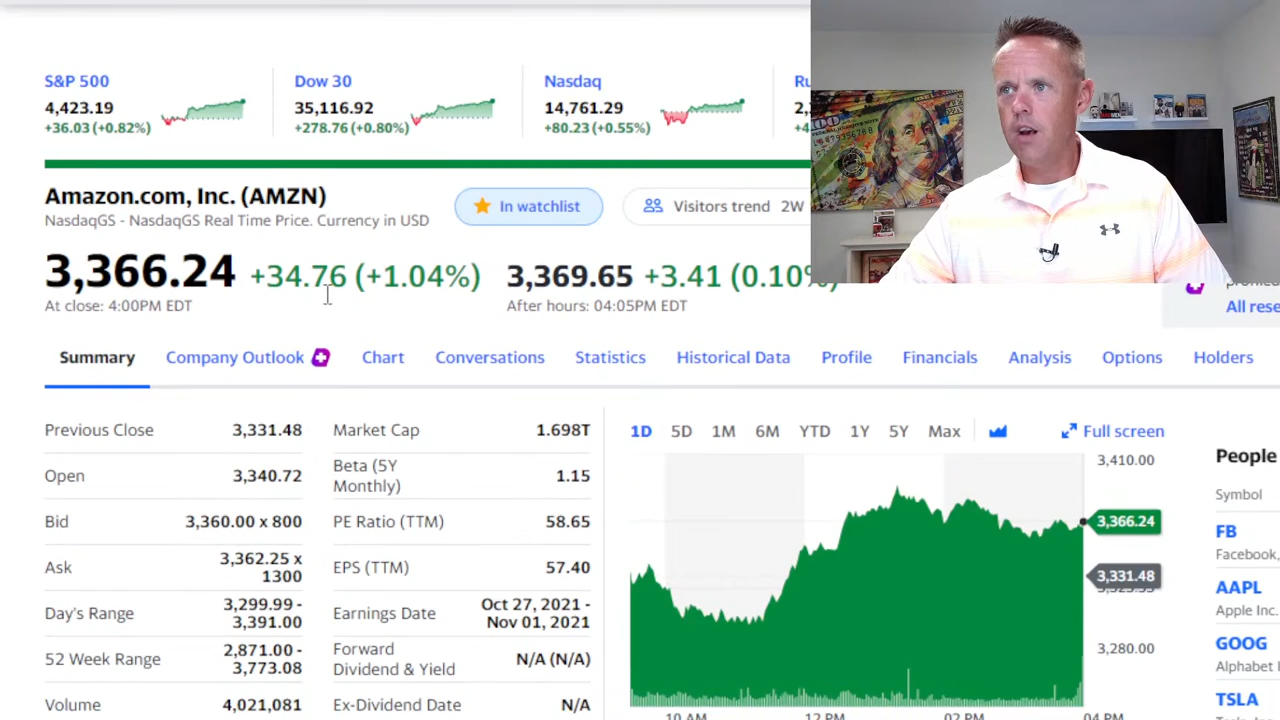 S&P 500
4,423.19
+36.03 (+0.82%)
Dow 30
35,116.92
+278.76 (+0.80%)
Nasdaq
14,761.29
+80.23 (+0.55%)
Amazon.com, Inc. (AMZN)
NasdaqGS - NasdaqGS Real Time Price. Currency in USD
In watchlist
Visitors trend 2W
3,366.24 +34.76 (+1.04%)
At close: 4:00PM EDT
3,369.65 +3.41 (0.10%
After hours: 04:05PM EDT
All rese
Summary Company Outlook Chart Conversations Statistics Historical Data Profile Financials Analysis Options Holders
Previous Close 3,331.48
Open 3,340.72
Bid 3,360.00 x 800
Ask 3,362.25 x
1300
Day's Range 3,299.99 -
3,391.00
52 Week Range 2,871.00 -
3,773.08
Volume 4,021,081
Market Cap 1.698T
Beta (5Y
Monthly) 1.15
PE Ratio (TTM) 58.65
EPS (TTM) 57.40
Earnings Date Oct 27, 2021 -
Nov 01, 2021
Forward
Dividend & Yield N/A (N/A)
Ex-Dividend Date N/A
1D 5D 1M 6M YTD 1Y 5Y Max Full screen
3,410.00
3,366.24
3,331.48
3,280.00
10 AM 12 PM 02 PM 04 PM
People
Symbol
FB
Facebook,
AAPL
Apple Inc.
GOOG
Alphabet I
TSLA